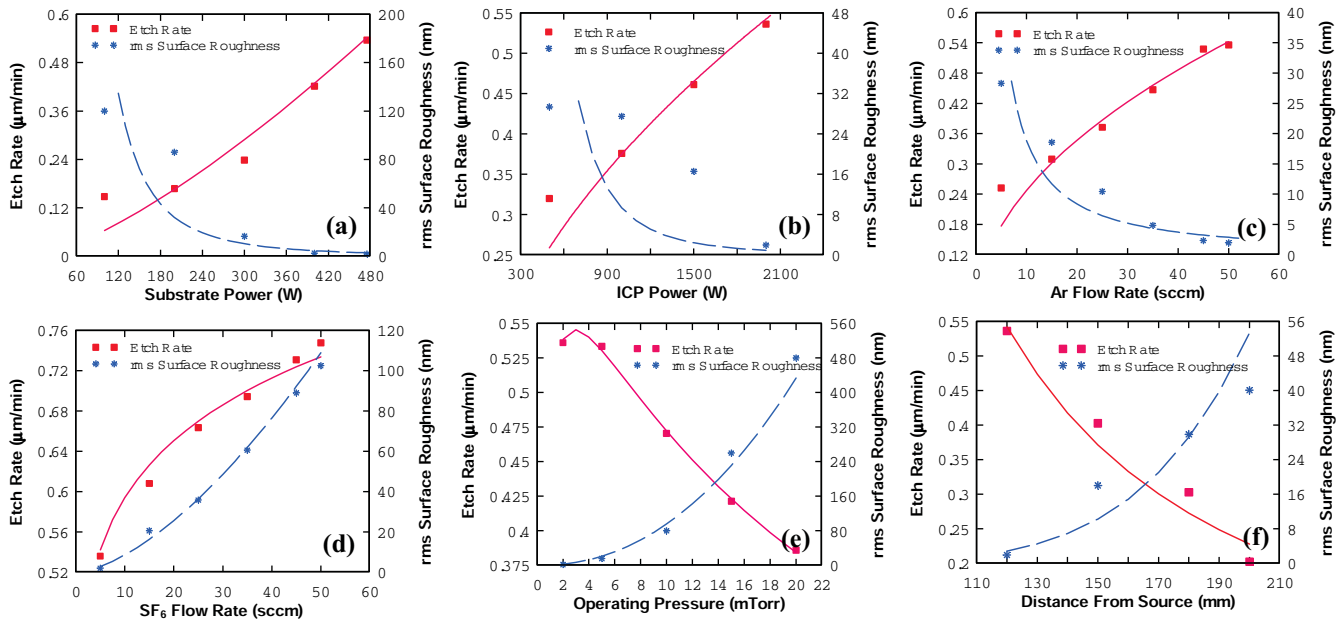 Etch Rate (μm/min)
0.6
0.48
0.36
0.24
0.12
0
Etch Rate
rms Surface Roughness
(a)
200
160
120
80
40
0
rms Surface Roughness (nm)
60 120 180 240 300 360 420 480
Substrate Power (W)
Etch Rate (μm/min)
0.55
0.5
0.45
0.4
0.35
0.3
0.25
Etch Rate
rms Surface Roughness
(b)
48
40
32
24
16
8
0
rms Surface Roughness (nm)
300 900 1500 2100
ICP Power (W)
Etch Rate (μm/min)
0.6
0.54
0.48
0.42
0.36
0.3
0.24
0.18
0.12
Etch Rate
rms Surface Roughness
(c)
40
35
30
25
20
15
10
5
0
rms Surface Roughness (nm)
0 10 20 30 40 50 60
Ar Flow Rate (sccm)
Etch Rate (μm/min)
0.76
0.72
0.68
0.64
0.6
0.56
0.52
Etch Rate
rms Surface Roughness
(d)
120
100
80
60
40
20
0
rms Surface Roughness (nm)
0 10 20 30 40 50 60
SF₆ Flow Rate (sccm)
Etch Rate (μm/min)
0.55
0.525
0.5
0.475
0.45
0.425
0.4
0.375
Etch Rate
rms Surface Roughness
(e)
560
480
400
320
240
160
80
0
rms Surface Roughness (nm)
0 2 4 6 8 10 12 14 16 18 20 22
Operating Pressure (mTorr)
Etch Rate (μm/min)
0.55
0.5
0.45
0.4
0.35
0.3
0.25
0.2
Etch Rate
rms Surface Roughness
(f)
56
48
40
32
24
16
8
0
rms Surface Roughness (nm)
110 130 150 170 190 210
Distance From Source (mm)